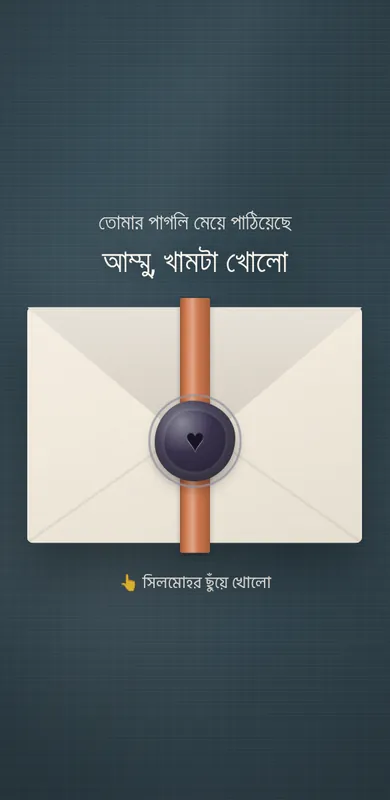 তোমার পাগলি মেয়ে পাঠিয়েছে
আম্মু, খামটা খোলো
👆 সিলমোহর ছুঁয়ে খোলো